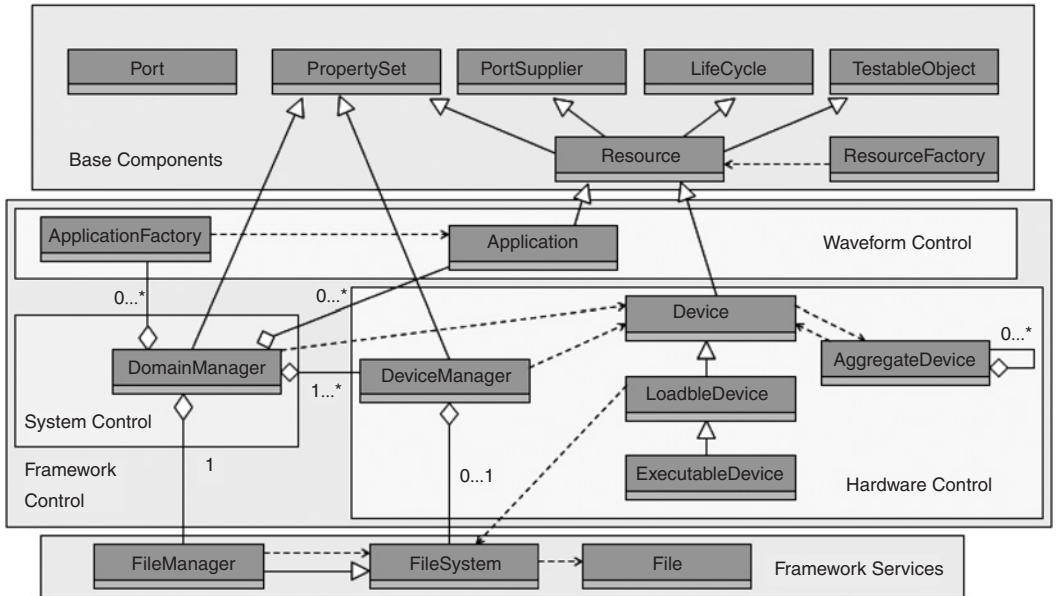 Port
PropertySet
PortSupplier
LifeCycle
TestableObject
Base Components
Resource
ResourceFactory
ApplicationFactory
Application
Waveform Control
0...*
0...*
Device
0...*
DomainManager
DeviceManager
AggregateDevice
1...*
LoadbleDevice
System Control
Framework
Control
1
0...1
ExecutableDevice
Hardware Control
FileManager
FileSystem
File
Framework Services